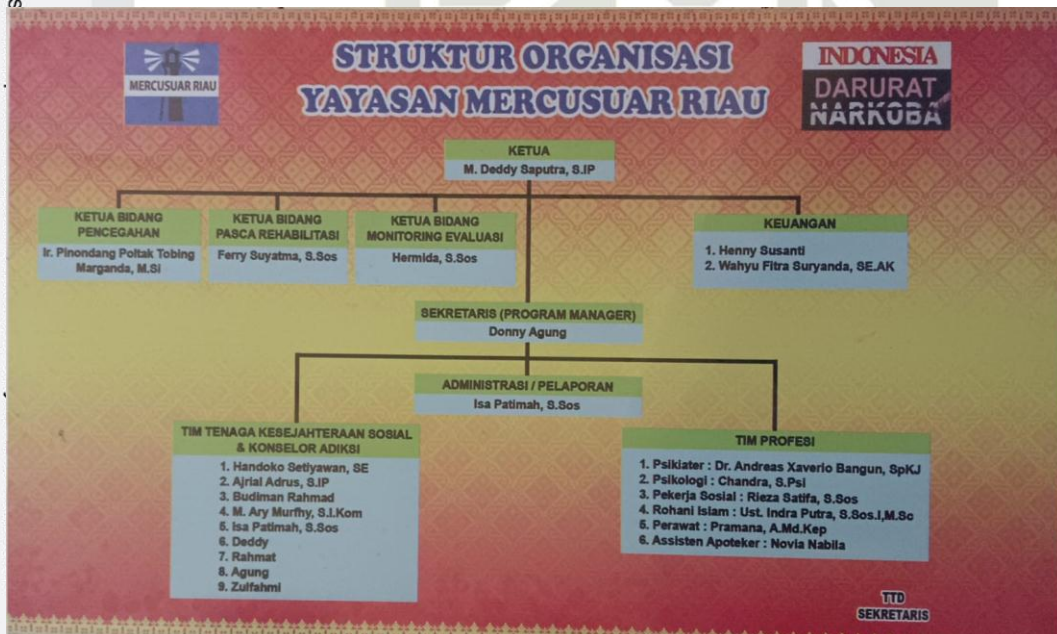 STRUKTUR ORGANISASI
YAYASAN MERCUSUAR RIAU
MERCUSUAR RIAU
INDONESIA
DARURAT
NARKOBA
KETUA
M. Deddy Saputra, S.IP
KETUA BIDANG
PENCEGAHAN
Ir. Pinondang Poltak Tobing
Marganda, M.Si
KETUA BIDANG
PASCA REHABILITASI
Ferry Suyatma, S.Sos
KETUA BIDANG
MONITORING EVALUASI
Hermida, S.Sos
KEUANGAN
1. Henny Susanti
2. Wahyu Fitra Suryanda, SE.AK
SEKRETARIS (PROGRAM MANAGER)
Donny Agung
ADMINISTRASI / PELAPORAN
Isa Patimah, S.Sos
TIM TENAGA KESEJAHTERAAN SOSIAL
& KONSELOR ADIKSI
1. Handoko Setiyawan, SE
2. Ajrial Adrus, S.IP
3. Budiman Rahmad
4. M. Ary Murfhy, S.I.Kom
5. Isa Patimah, S.Sos
6. Deddy
7. Rahmat
8. Agung
9. Zulfahmi
TIM PROFESI
1. Psikiater : Dr. Andreas Xaverio Bangun, SpKJ
2. Psikologi : Chandra, S.Psi
3. Pekerja Sosial : Rieza Satifa, S.Sos
4. Rohani Islam : Ust. Indra Putra, S.Sos.I,M.Sc
5. Perawat : Pramana, A.Md.Kep
6. Assisten Apoteker : Novia Nabila
TTD
SEKRETARIS